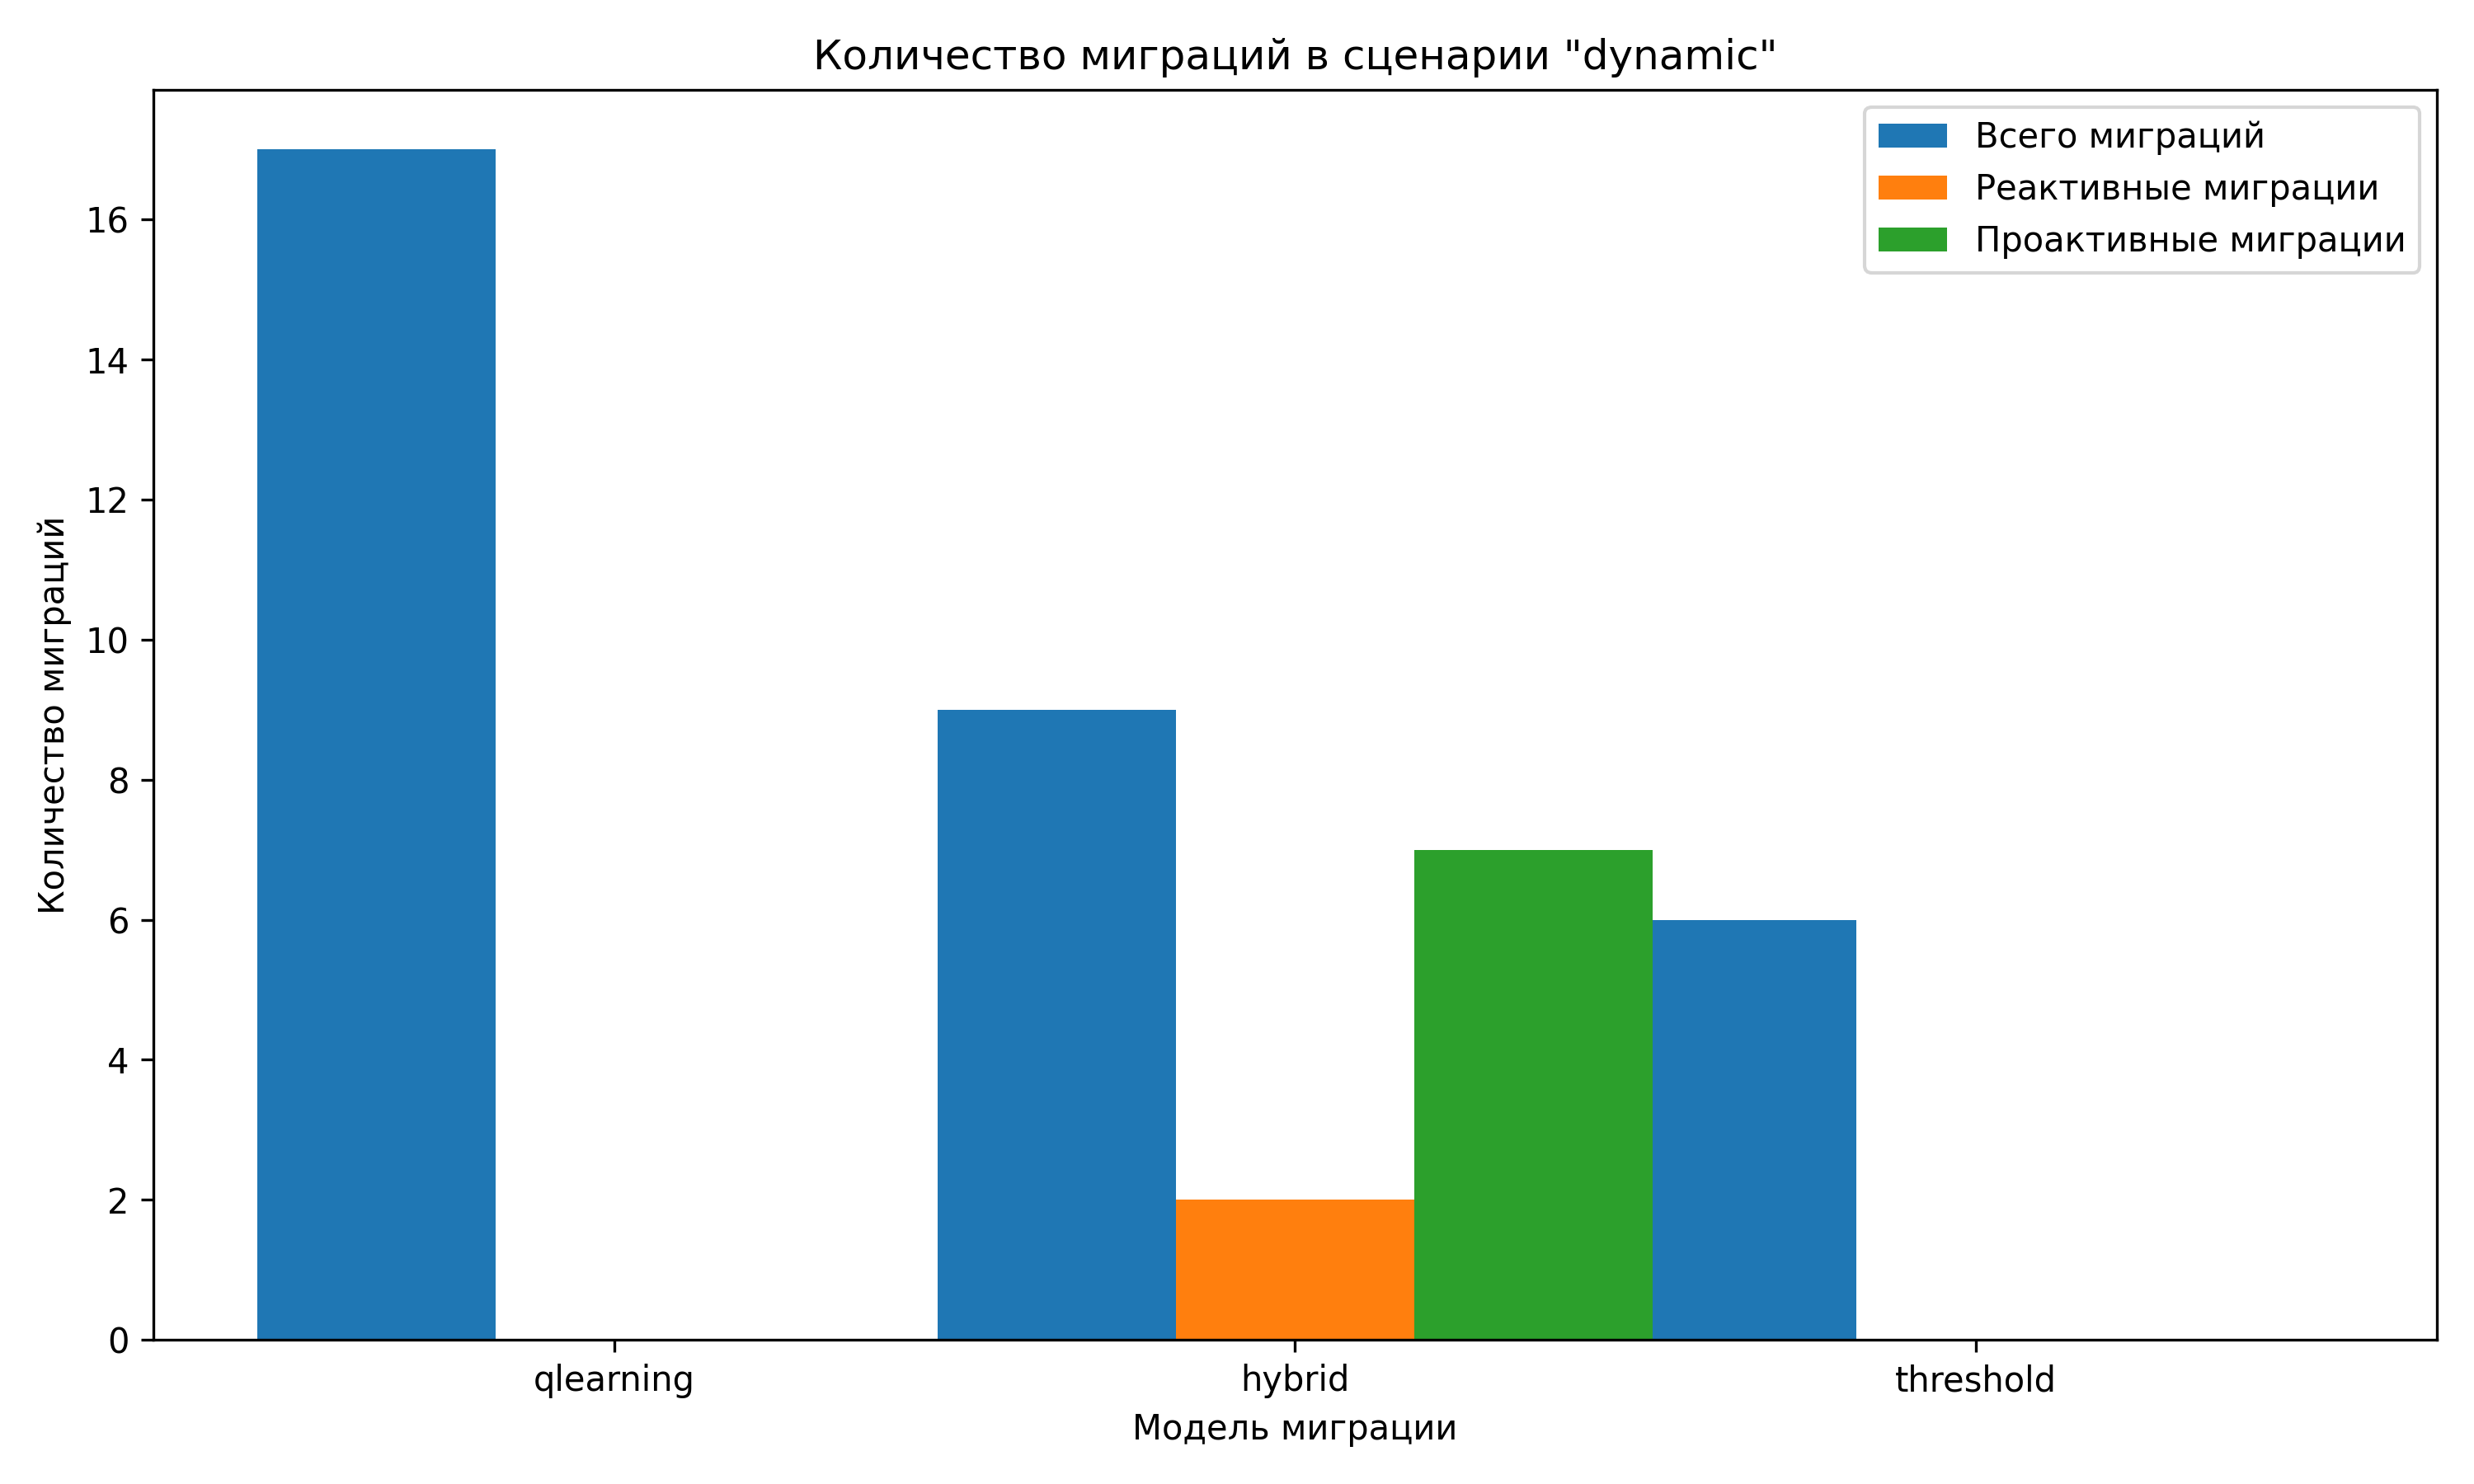 Количество миграций в сценарии "dynamic"
Всего миграций
Реактивные миграции
Проактивные миграции
Количество миграций
16
14
12
10
8
6
4
2
0
qlearning
hybrid
threshold
Модель миграции